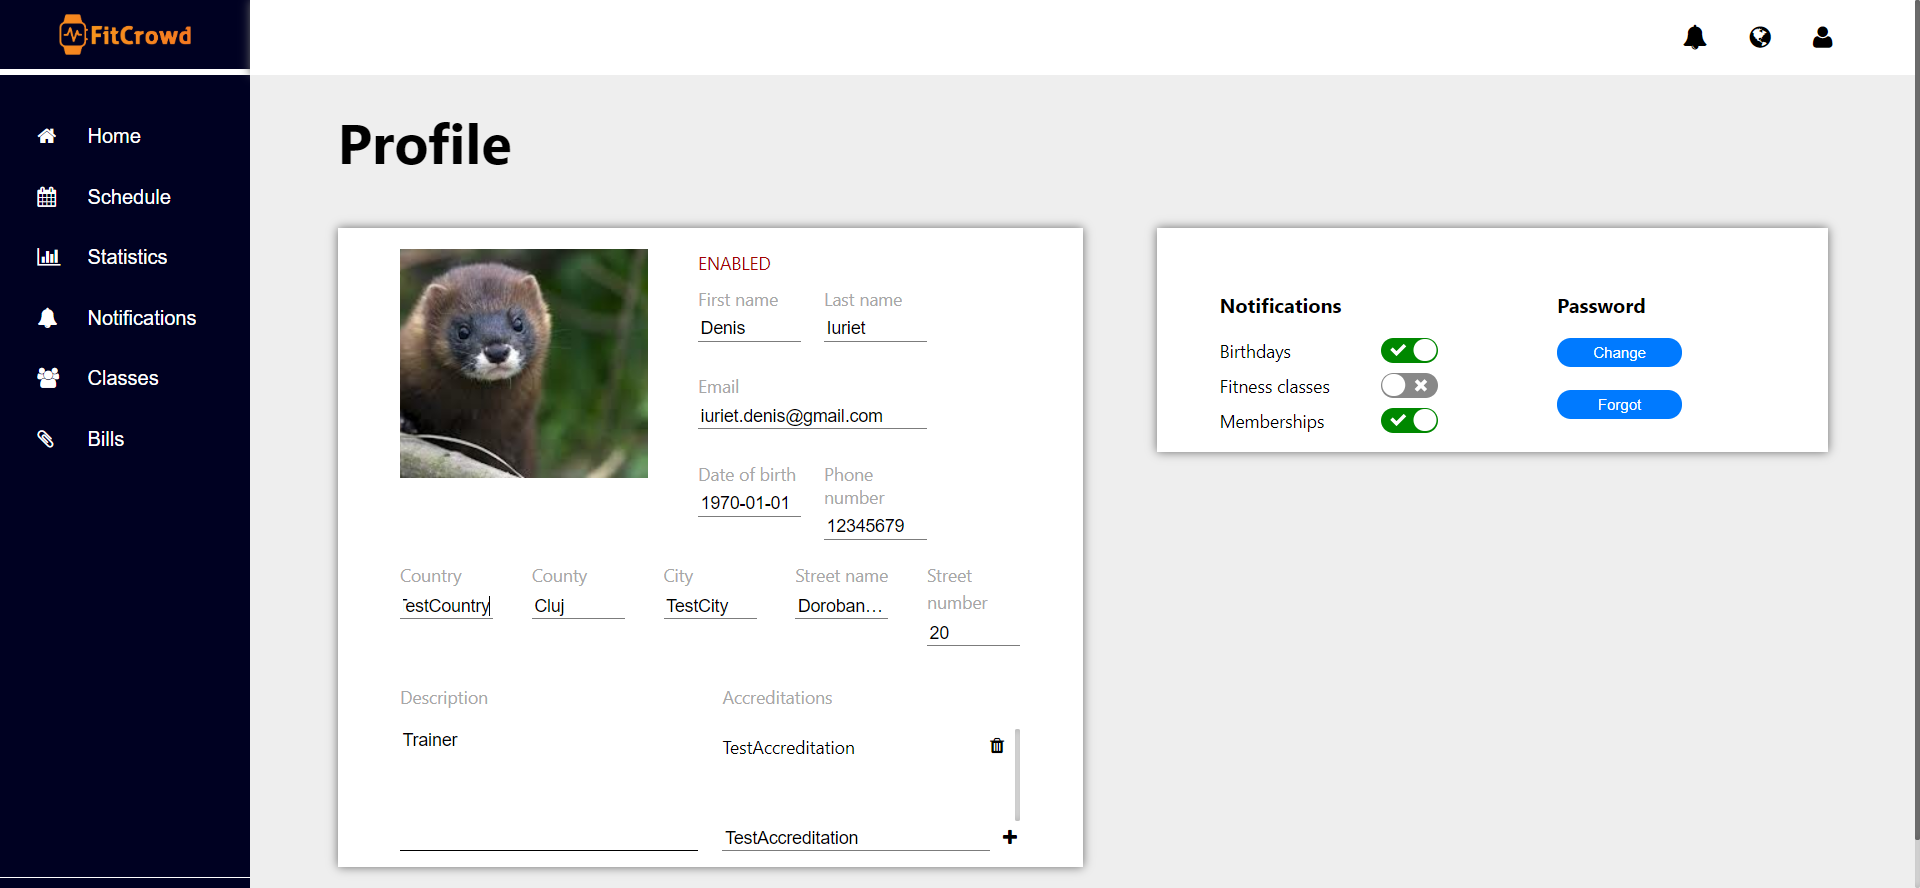 FitCrowd
Home
Schedule
Statistics
Notifications
Classes
Bills
Profile
ENABLED
First name
Last name
Denis
Iuriet
Email
iuriet.denis@gmail.com
Date of birth
Phone
number
1970-01-01
12345679
Country
County
City
Street name
Street
number
TestCountry
Cluj
TestCity
Doroban...
20
Description
Accreditations
Trainer
TestAccreditation
TestAccreditation
Notifications
Birthdays
Fitness classes
Memberships
Password
Change
Forgot